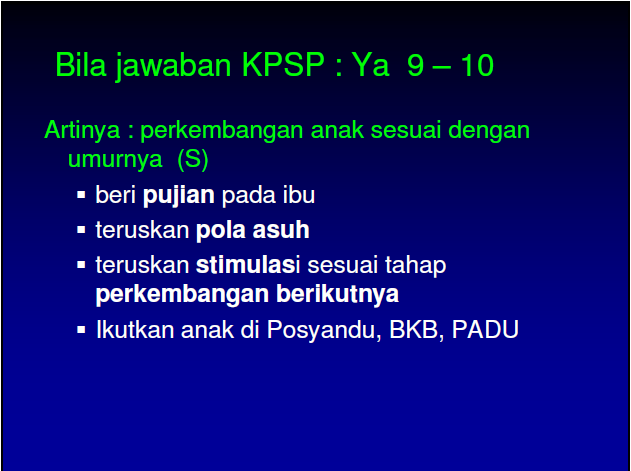 Bila jawaban KPSP : Ya 9 – 10
Artinya : perkembangan anak sesuai dengan
umurnya (S)
▪ beri pujian pada ibu
▪ teruskan pola asuh
▪ teruskan stimulasi sesuai tahap
perkembangan berikutnya
▪ Ikutkan anak di Posyandu, BKB, PADU